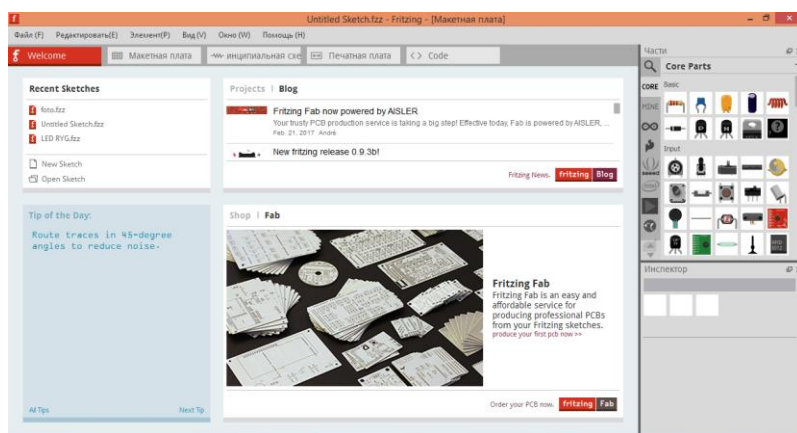 Untitled Sketch.fzz - Fritzing - [Макетная плата]
Файл (F) Редактировать(E) Элемент(P) Вид (V) Окно (W) Помощь (H)
Welcome
Макетная плата
инципиальная схе
Печатная плата
<> Code
Recent Sketches
foto.fzz
Untitled Sketch.fzz
LED RYG.fzz
New Sketch
Open Sketch
Projects | Blog
Fritzing Fab now powered by AISLER
Your trusty PCB production service is taking a big step! Effective today, Fab is powered by AISLER, ...
Feb. 21, 2017 André
New fritzing release 0.9.3b!
Fritzing News. fritzing Blog
Tip of the Day:
Route traces in 45-degree
angles to reduce noise.
All Tips Next Tip
Shop | Fab
Fritzing Fab
Fritzing Fab is an easy and
affordable service for
producing professional PCBs
from your Fritzing sketches.
produce your first pcb now >>
Order your PCB now. fritzing Fab
Части
Core Parts
CORE
MINE
Basic
Input
Инспектор